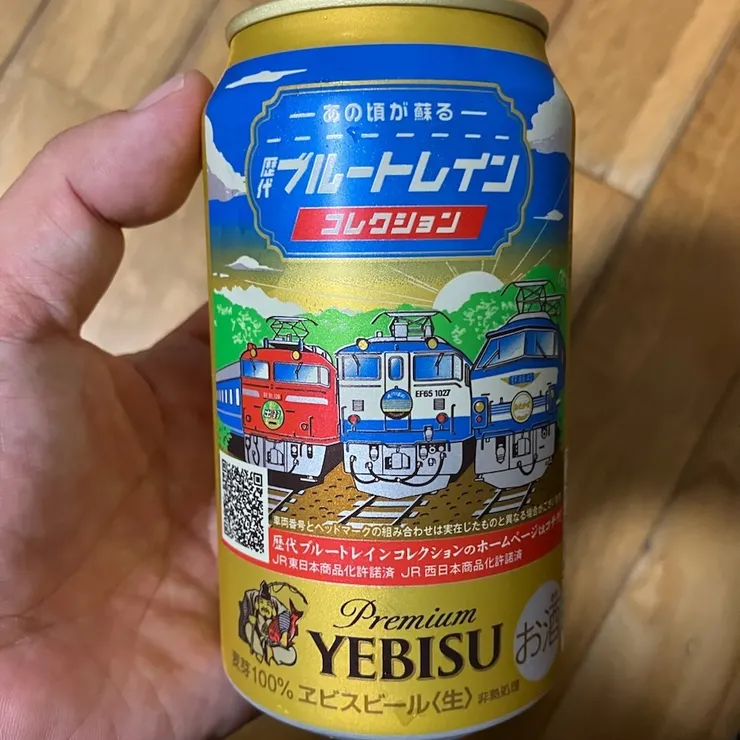 あの頃が蘇る
歴代 ブルートレイン
コレクション
EF65 1027
車両番号とヘッドマークの組み合わせは実在したものと異なる場合がござい
歴代ブルートレインコレクションのホームページはコチ
JR東日本商品化許諾済 JR西日本商品化許諾済
Premium
YEBISU
お酒
麦芽100% ヱビスビール〈生〉 非熱処理